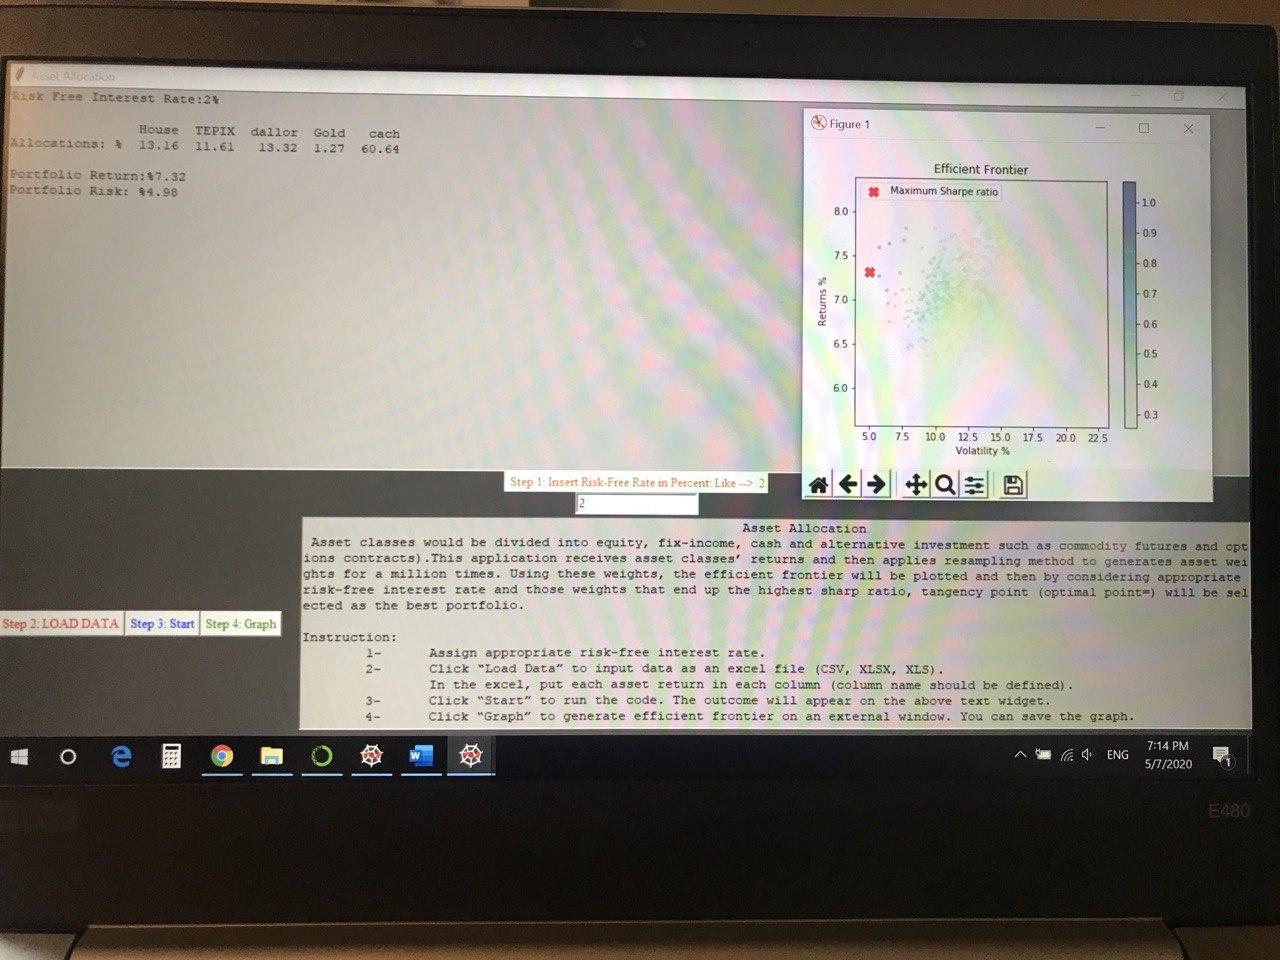 Asset Allocation
Risk Free Interest Rate:2%
House TEPIX dallor Gold cach
Allocations: % 13.16 11.61 13.32 1.27 60.64
Portfolio Return:%7.32
Portfolio Risk: %4.98
Figure 1
Efficient Frontier
Maximum Sharpe ratio
8.0
7.5
7.0
6.5
6.0
Returns %
5.0 7.5 10.0 12.5 15.0 17.5 20.0 22.5
Volatility %
1.0
0.9
0.8
0.7
0.6
0.5
0.4
0.3
Step 1: Insert Risk-Free Rate in Percent: Like --> 2
2
Step 2: LOAD DATA Step 3: Start Step 4: Graph
Asset Allocation
Asset classes would be divided into equity, fix-income, cash and alternative investment such as commodity futures and opt
ions contracts).This application receives asset classes’ returns and then applies resampling method to generates asset wei
ghts for a million times. Using these weights, the efficient frontier will be plotted and then by considering appropriate
risk-free interest rate and those weights that end up the highest sharp ratio, tangency point (optimal point=) will be sel
ected as the best portfolio.
Instruction:
1- Assign appropriate risk-free interest rate.
2- Click “Load Data” to input data as an excel file (CSV, XLSX, XLS).
In the excel, put each asset return in each column (column name should be defined).
3- Click “Start” to run the code. The outcome will appear on the above text widget.
4- Click “Graph” to generate efficient frontier on an external window. You can save the graph.
ENG
7:14 PM
5/7/2020
1
E480